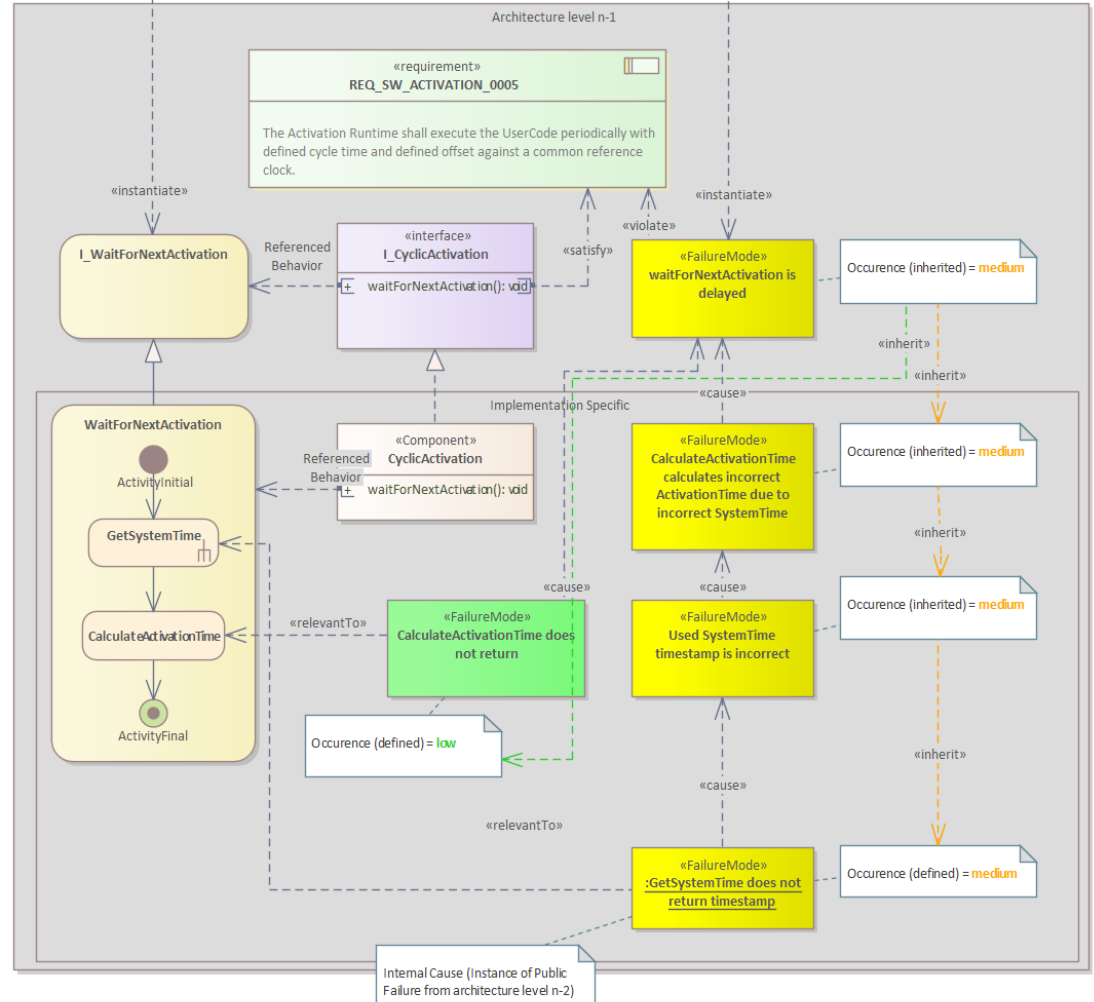 Architecture level n-1
«requirement»
REQ_SW_ACTIVATION_0005
The Activation Runtime shall execute the UserCode periodically with
defined cycle time and defined offset against a common reference
clock.
«instantiate»
«instantiate»
I_WaitForNextActivation
Referenced
Behavior
«interface»
I_CyclicActivation
+ waitForNextActivation(): void
«satisfy»
«violate»
«FailureMode»
waitForNextActivation is
delayed
Occurence (inherited) = medium
«inherit»
«inherit»
«cause»
Implementation Specific
WaitForNextActivation
ActivityInitial
GetSystemTime
CalculateActivationTime
ActivityFinal
Referenced
Behavior
«Component»
CyclicActivation
+ waitForNextActivation(): void
«FailureMode»
CalculateActivationTime
calculates incorrect
ActivationTime due to
incorrect SystemTime
Occurence (inherited) = medium
«inherit»
«cause»
«cause»
«relevantTo»
«FailureMode»
CalculateActivationTime does
not return
Occurence (defined) = low
«FailureMode»
Used SystemTime
timestamp is incorrect
Occurence (inherited) = medium
«inherit»
«cause»
«relevantTo»
«FailureMode»
:GetSystemTime does not
return timestamp
Occurence (defined) = medium
Internal Cause (Instance of Public
Failure from architecture level n-2)